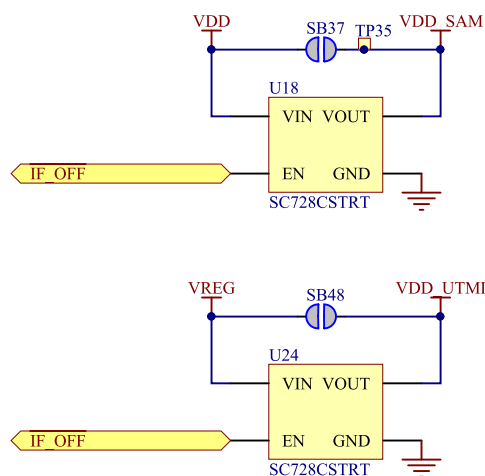 VDD SB37 TP35 VDD_SAM
U18
VIN VOUT
IF_OFF EN GND
SC728CSTRT
VREG SB48 VDD_UTMI
U24
VIN VOUT
IF_OFF EN GND
SC728CSTRT